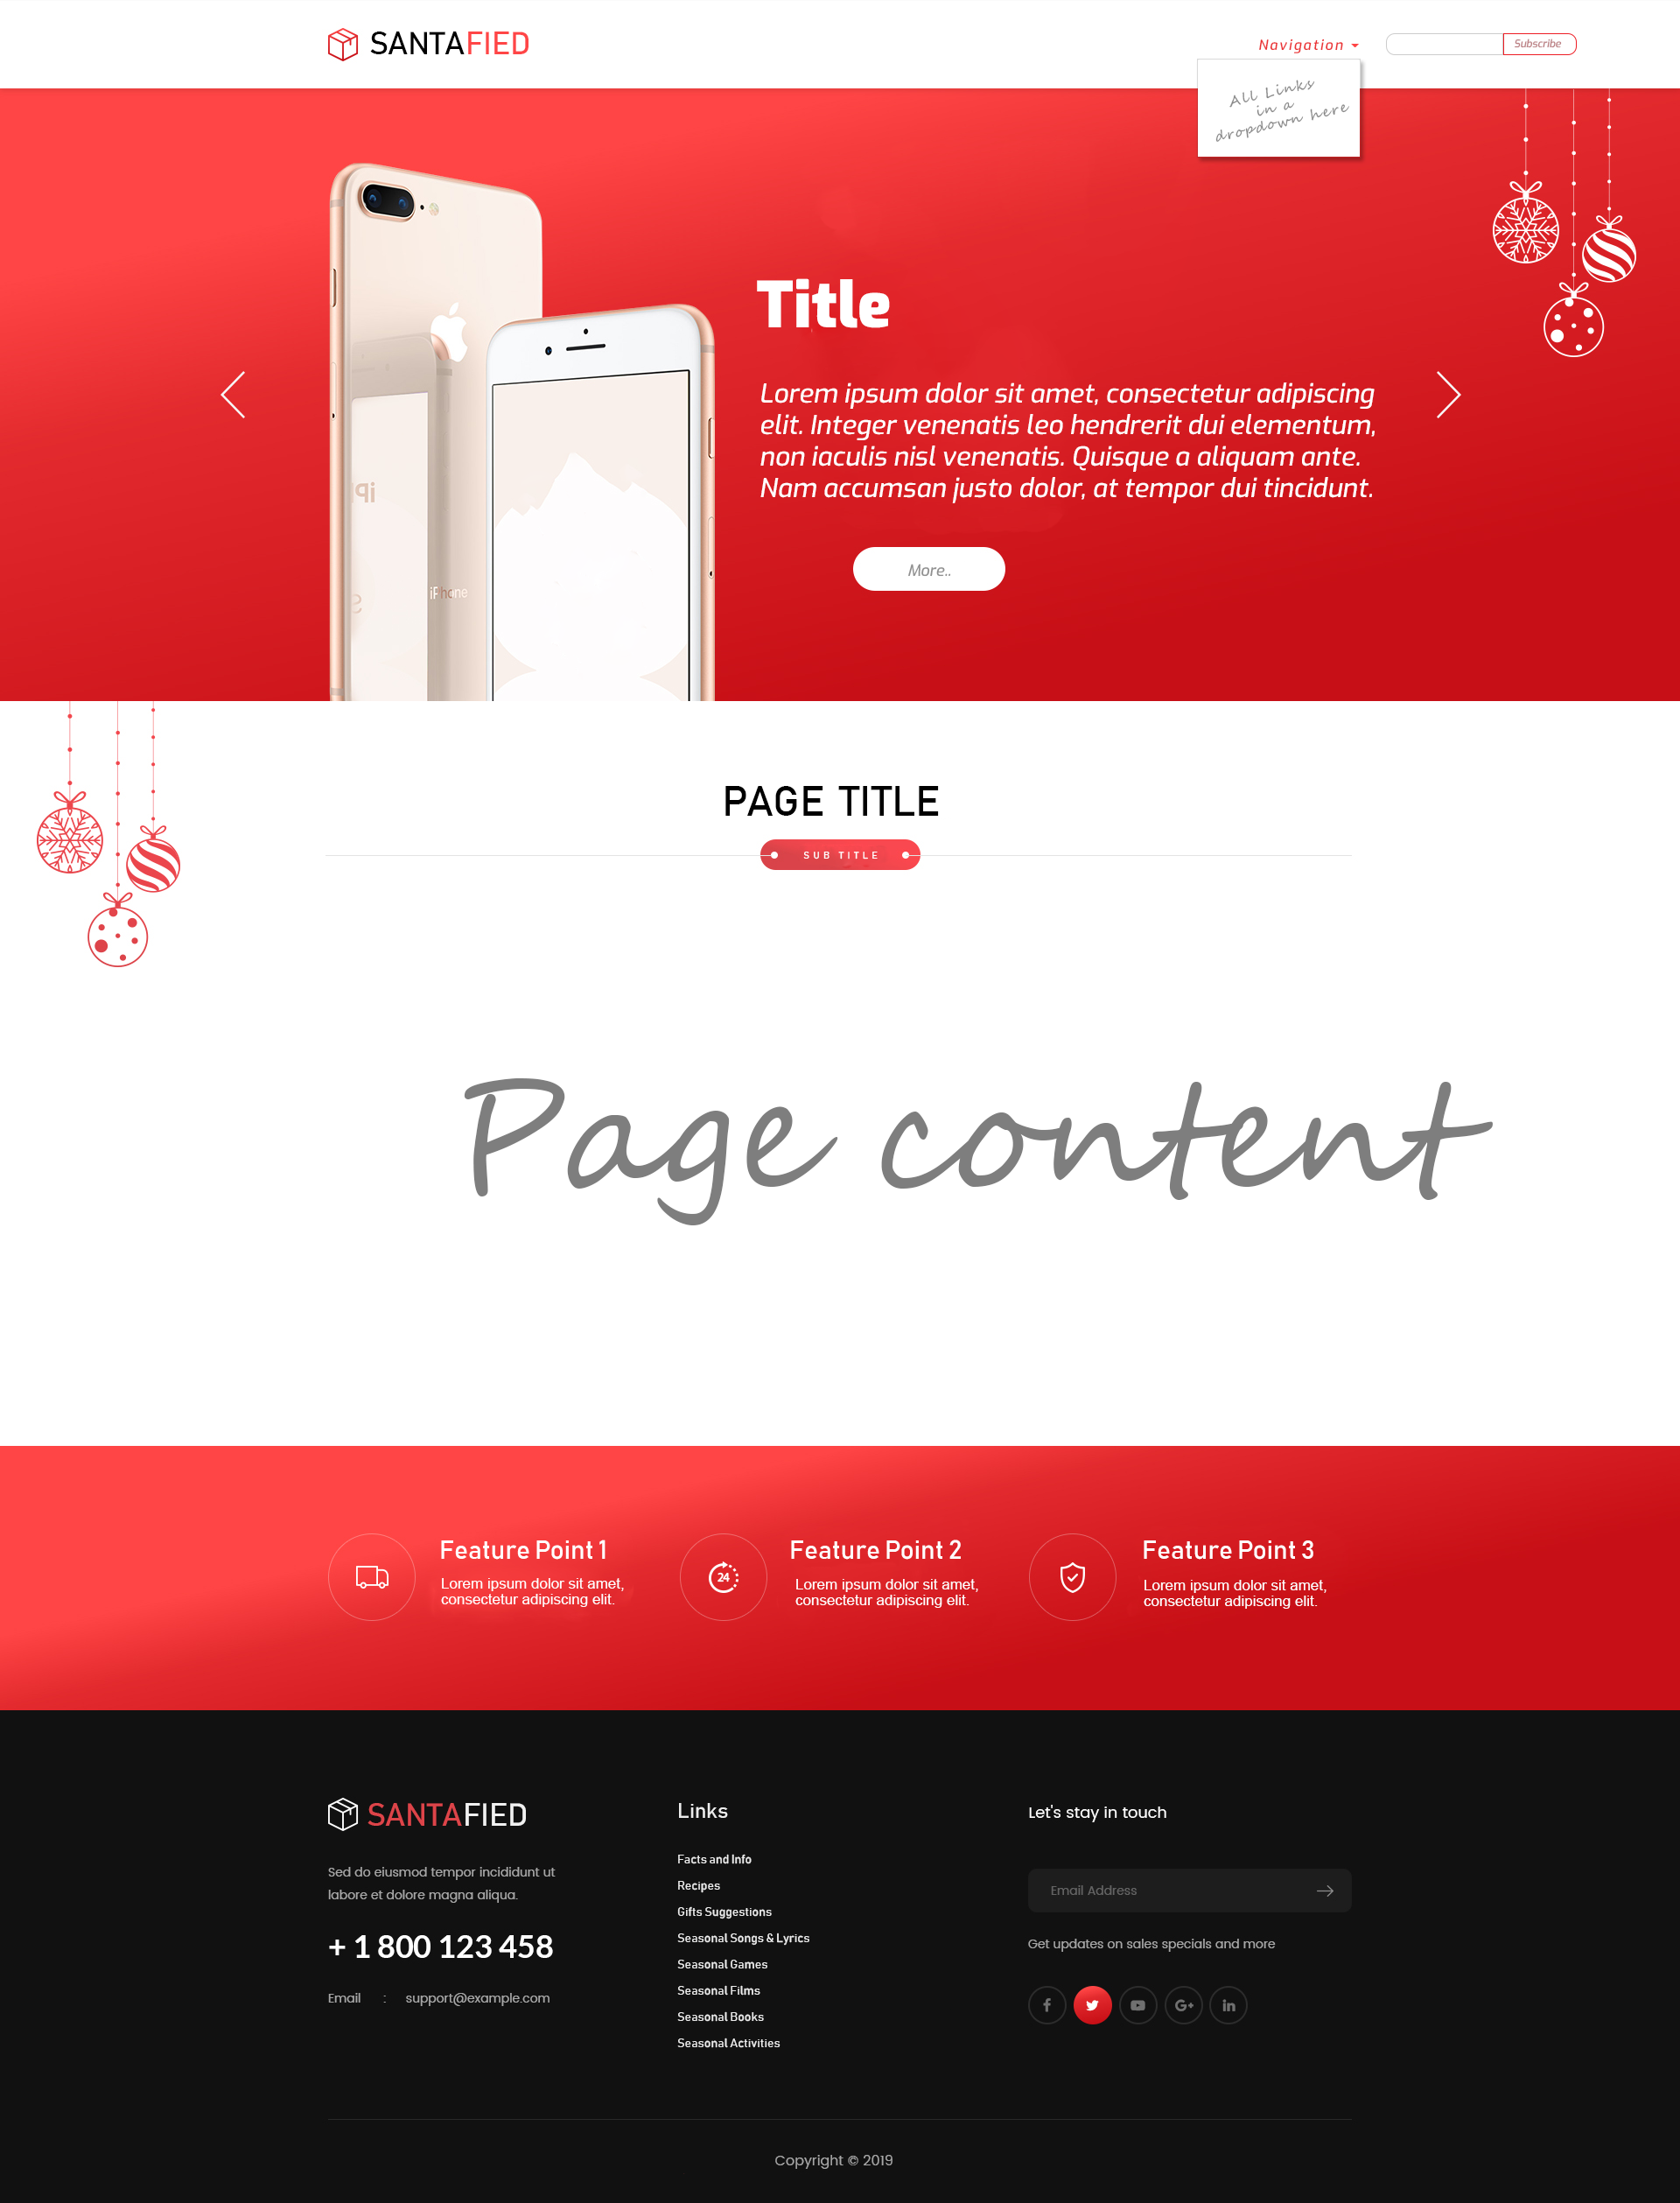 SANTAFIED
Navigation
Subscribe
All Links
in a
dropdown here
Title
Lorem ipsum dolor sit amet, consectetur adipiscing
elit. Integer venenatis leo hendrerit dui elementum,
non iaculis nisl venenatis. Quisque a aliquam ante.
Nam accumsan justo dolor, at tempor dui tincidunt.
More..
iPhone
PAGE TITLE
SUB TITLE
Page content
Feature Point 1
Lorem ipsum dolor sit amet,
consectetur adipiscing elit.
24
Feature Point 2
Lorem ipsum dolor sit amet,
consectetur adipiscing elit.
Feature Point 3
Lorem ipsum dolor sit amet,
consectetur adipiscing elit.
SANTAFIED
Sed do eiusmod tempor incididunt ut
labore et dolore magna aliqua.
+ 1 800 123 458
Email : support@example.com
Links
Facts and Info
Recipes
Gifts Suggestions
Seasonal Songs & Lyrics
Seasonal Games
Seasonal Films
Seasonal Books
Seasonal Activities
Let's stay in touch
Email Address
Get updates on sales specials and more
Copyright © 2019